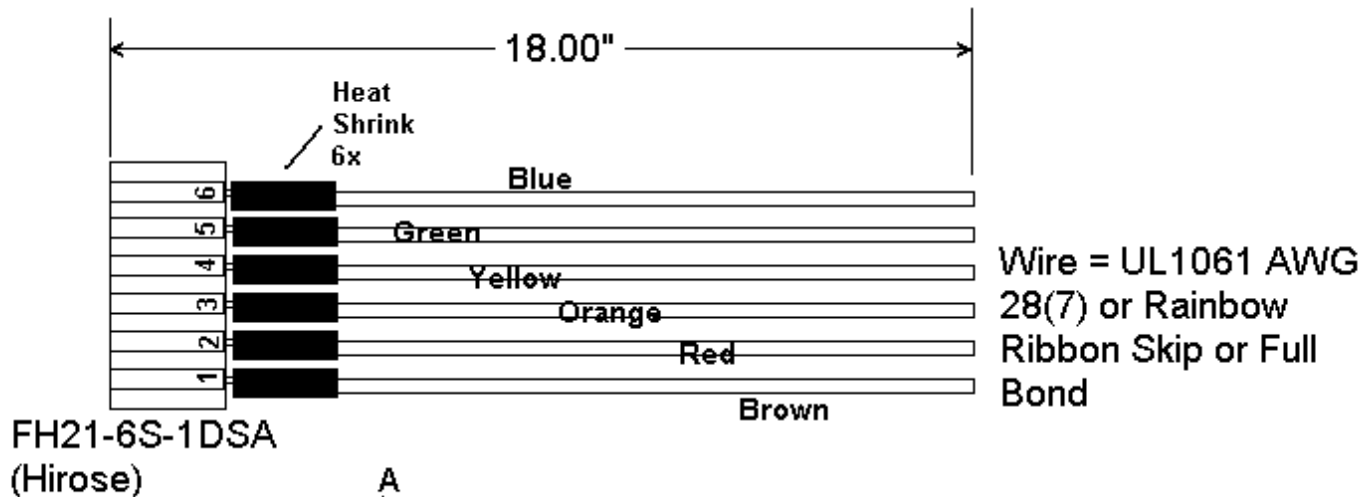 18.00"
Heat
Shrink
6x
6
Blue
5
Green
4
Yellow
3
Orange
2
Red
1
Brown
Wire = UL1061 AWG
28(7) or Rainbow
Ribbon Skip or Full
Bond
FH21-6S-1DSA
(Hirose)
A